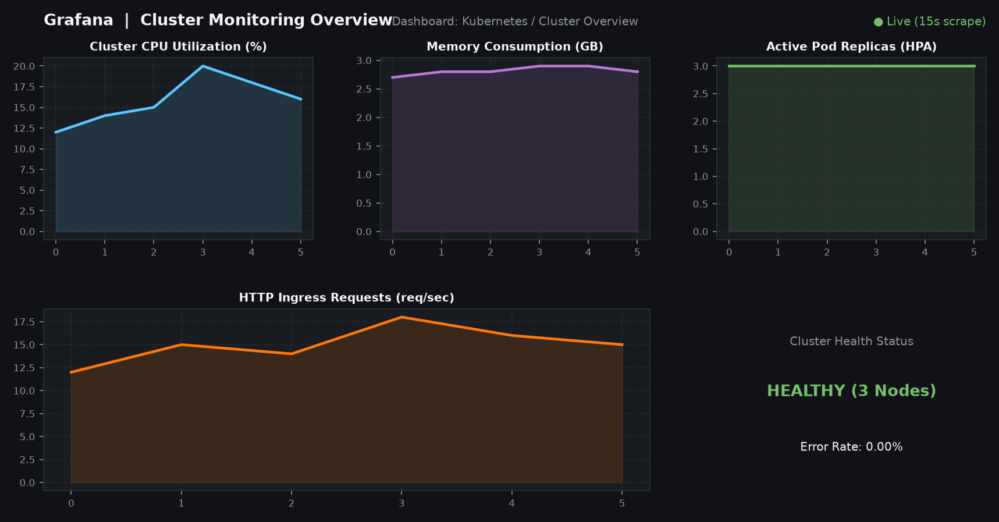 Grafana | Cluster Monitoring Overview
Dashboard: Kubernetes / Cluster Overview
● Live (15s scrape)
Cluster CPU Utilization (%)
20.0
17.5
15.0
12.5
10.0
7.5
5.0
2.5
0.0
0 1 2 3 4 5
Memory Consumption (GB)
3.0
2.5
2.0
1.5
1.0
0.5
0.0
0 1 2 3 4 5
Active Pod Replicas (HPA)
3.0
2.5
2.0
1.5
1.0
0.5
0.0
0 1 2 3 4 5
HTTP Ingress Requests (req/sec)
17.5
15.0
12.5
10.0
7.5
5.0
2.5
0.0
0 1 2 3 4 5
Cluster Health Status
HEALTHY (3 Nodes)
Error Rate: 0.00%